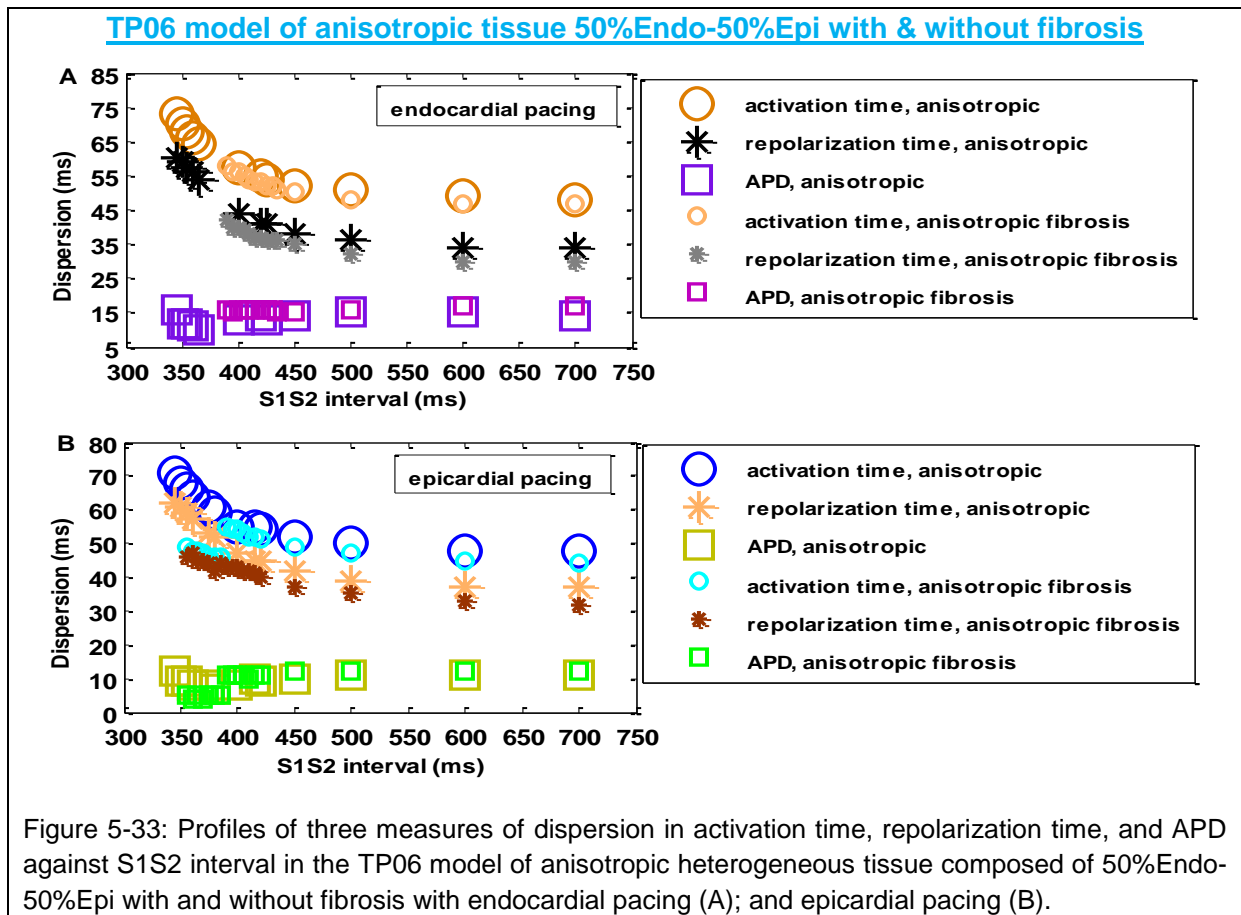 TP06 model of anisotropic tissue 50%Endo-50%Epi with & without fibrosis
A
85
75
65
55
45
35
25
15
5
Dispersion (ms)
endocardial pacing
300 350 400 450 500 550 600 650 700 750
S1S2 interval (ms)
activation time, anisotropic
repolarization time, anisotropic
APD, anisotropic
activation time, anisotropic fibrosis
repolarization time, anisotropic fibrosis
APD, anisotropic fibrosis
B
80
70
60
50
40
30
20
10
0
Dispersion (ms)
epicardial pacing
300 350 400 450 500 550 600 650 700 750
S1S2 interval (ms)
activation time, anisotropic
repolarization time, anisotropic
APD, anisotropic
activation time, anisotropic fibrosis
repolarization time, anisotropic fibrosis
APD, anisotropic fibrosis
Figure 5-33: Profiles of three measures of dispersion in activation time, repolarization time, and APD
against S1S2 interval in the TP06 model of anisotropic heterogeneous tissue composed of 50%Endo-
50%Epi with and without fibrosis with endocardial pacing (A); and epicardial pacing (B).